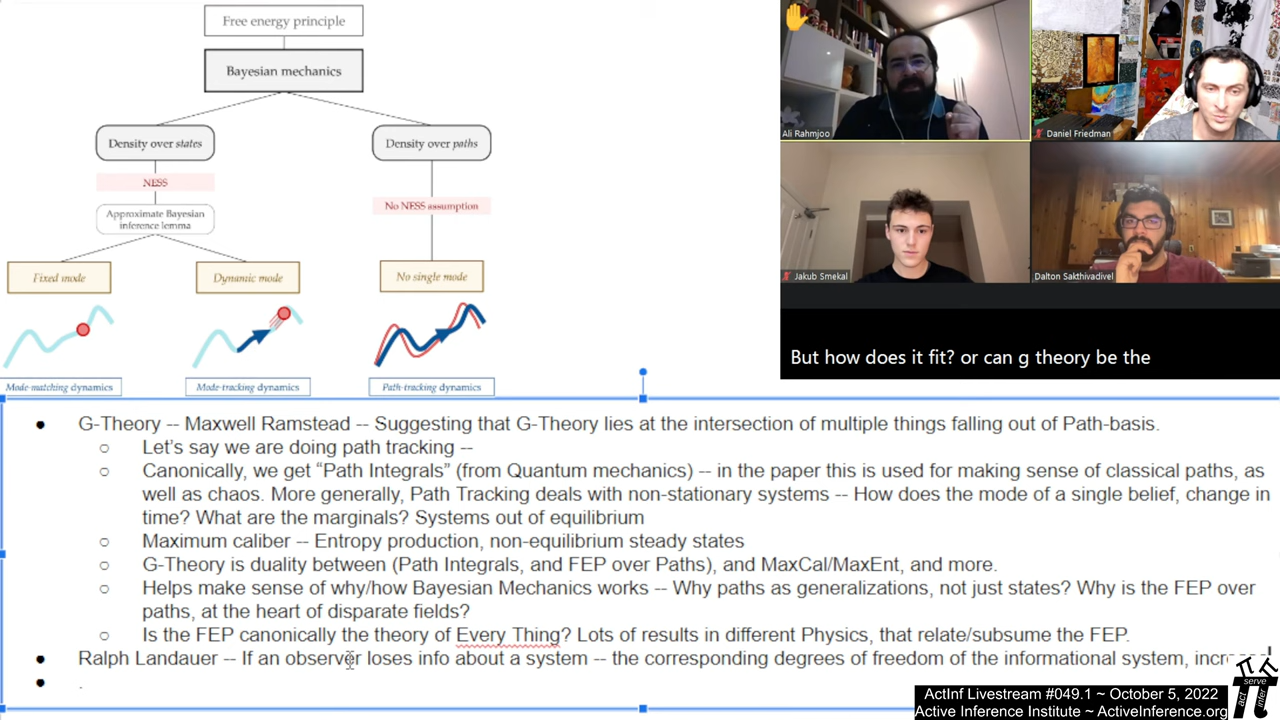 Free energy principle
Bayesian mechanics
Density over states
Density over paths
NESS
No NESS assumption
Approximate Bayesian
inference lemma
Fixed mode
Dynamic mode
No single mode
Mode-matching dynamics
Mode-tracking dynamics
Path-tracking dynamics
Ali Rahmjoo
Daniel Friedman
Jakub Smekal
Dalton Sakthivadivel
But how does it fit? or can g theory be the
● G-Theory -- Maxwell Ramstead -- Suggesting that G-Theory lies at the intersection of multiple things falling out of Path-basis.
○ Let's say we are doing path tracking --
○ Canonically, we get “Path Integrals” (from Quantum mechanics) -- in the paper this is used for making sense of classical paths, as
well as chaos. More generally, Path Tracking deals with non-stationary systems -- How does the mode of a single belief, change in
time? What are the marginals? Systems out of equilibrium
○ Maximum caliber -- Entropy production, non-equilibrium steady states
○ G-Theory is duality between (Path Integrals, and FEP over Paths), and MaxCal/MaxEnt, and more.
○ Helps make sense of why/how Bayesian Mechanics works -- Why paths as generalizations, not just states? Why is the FEP over
paths, at the heart of disparate fields?
○ Is the FEP canonically the theory of Every Thing? Lots of results in different Physics, that relate/subsume the FEP.
● Ralph Landauer -- If an observer loses info about a system -- the corresponding degrees of freedom of the informational system,
● .
ActInf Livestream #049.1 ~ October 5, 2022
Active Inference Institute ~ ActiveInference.org
serve
act
infer